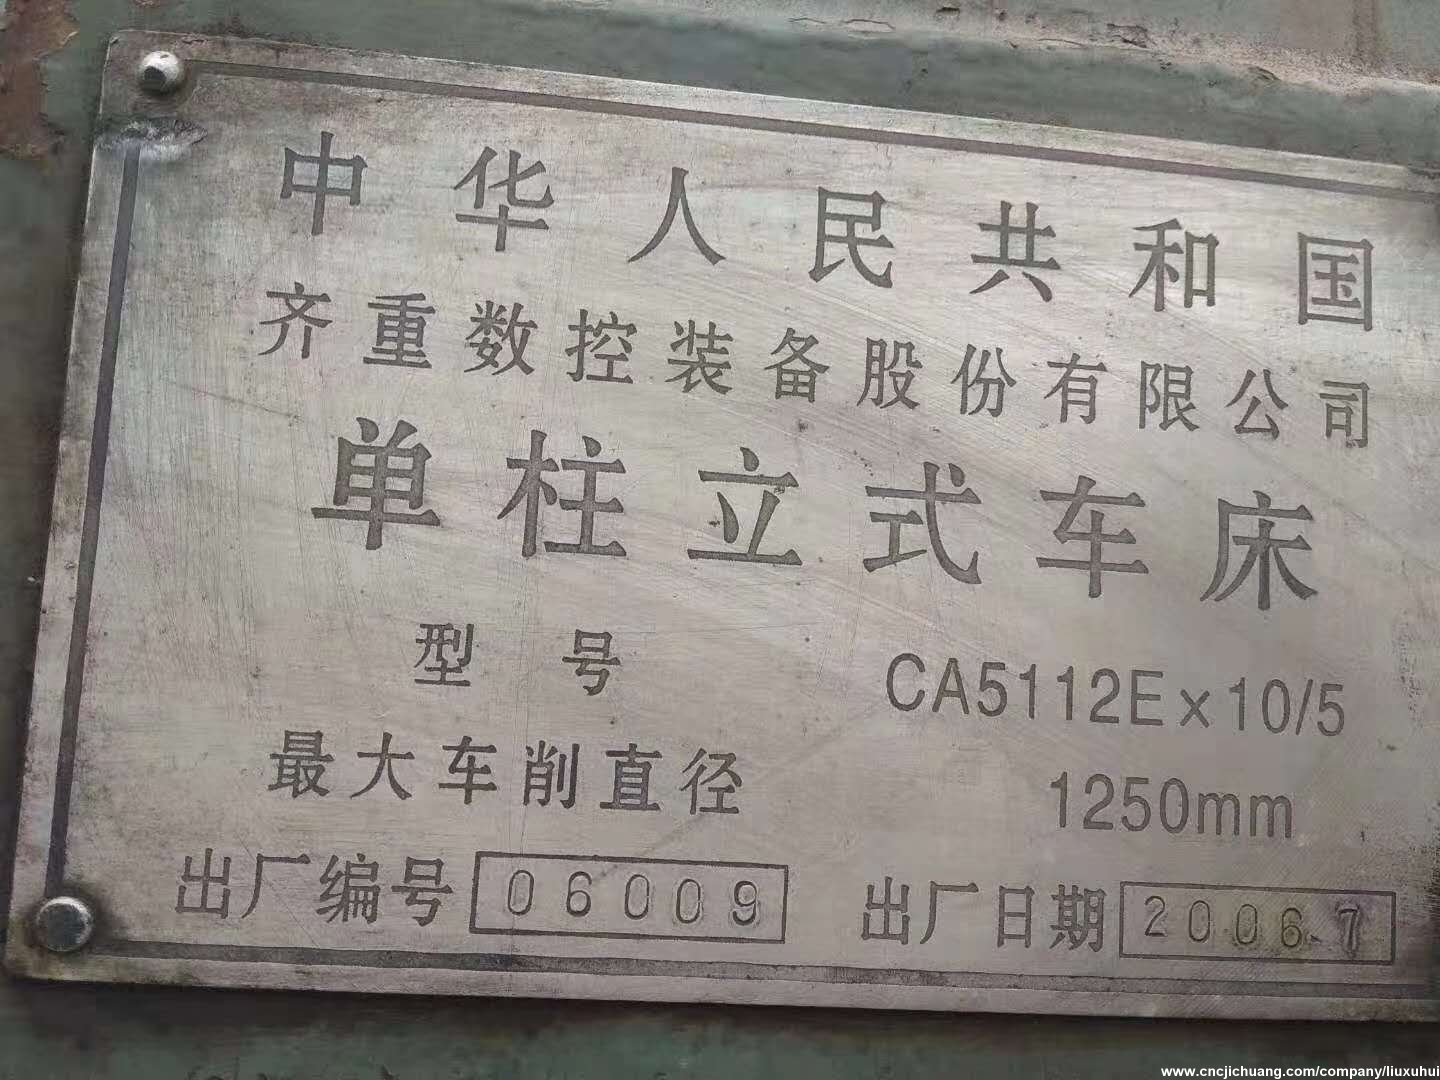 中华人民共和国
齐重数控装备股份有限公司
单柱立式车床
型号 CA5112E×10/5
最大车削直径 1250mm
出厂编号 06009 出厂日期 2006.7
www.cncjichuang.com/company/liuxuhui